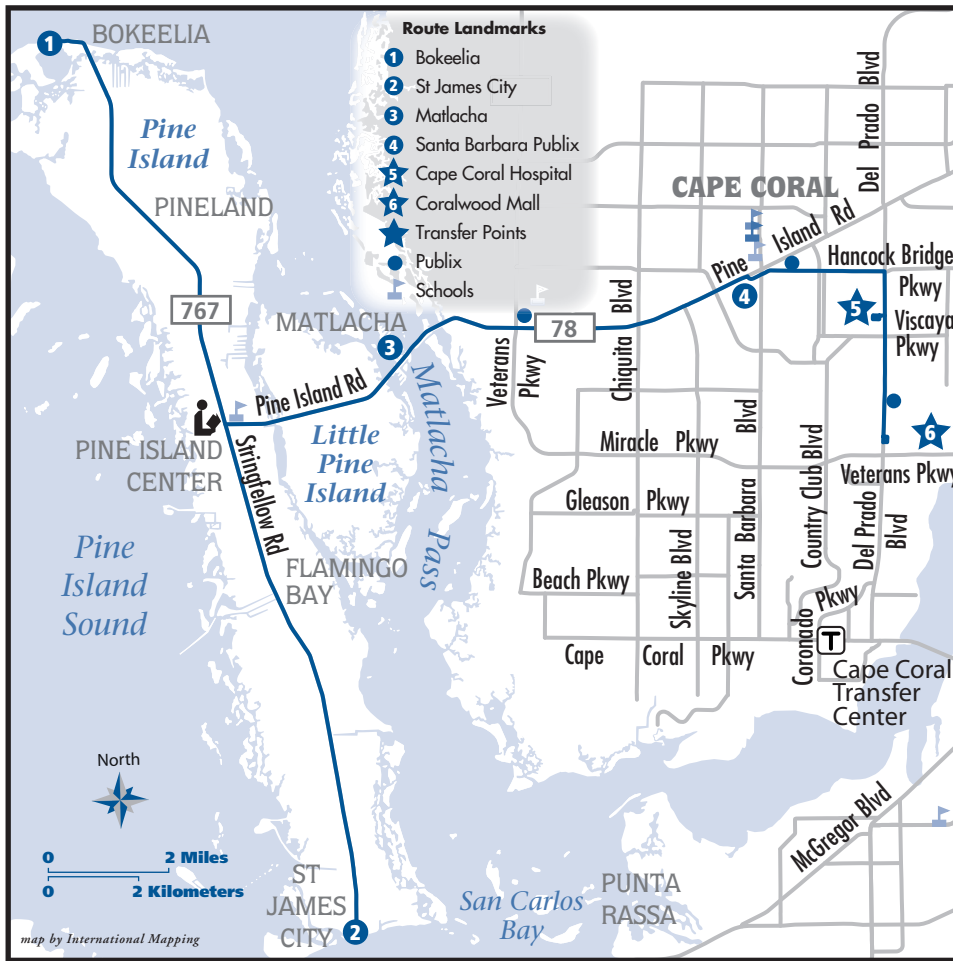 Route Landmarks
1 Bokeelia
2 St James City
3 Matlacha
4 Santa Barbara Publix
5 Cape Coral Hospital
6 Coralwood Mall
Transfer Points
Publix
Schools
1
BOKEELIA
Pine
Island
PINELAND
767
MATLACHA
3
Pine Island Rd
PINE ISLAND
CENTER
Stringfellow Rd
Little
Pine
Island
Matlacha
Pass
Pine
Island
Sound
FLAMINGO
BAY
CAPE CORAL
Del Prado Blvd
Pine Island Rd
Hancock Bridge
Pkwy
4
5
Viscaya
Pkwy
78
Veterans
Pkwy
Chiquita Blvd
6
Miracle Pkwy
Veterans Pkwy
Gleason Pkwy
Beach Pkwy
Skyline Blvd
Santa Barbara Blvd
Country Club Blvd
Del Prado
Blvd
Coronado Pkwy
Cape Coral Pkwy
T
Cape Coral
Transfer
Center
McGregor Blvd
North
0 2 Miles
0 2 Kilometers
ST
JAMES
CITY
2
San Carlos
Bay
PUNTA
RASSA
map by International Mapping